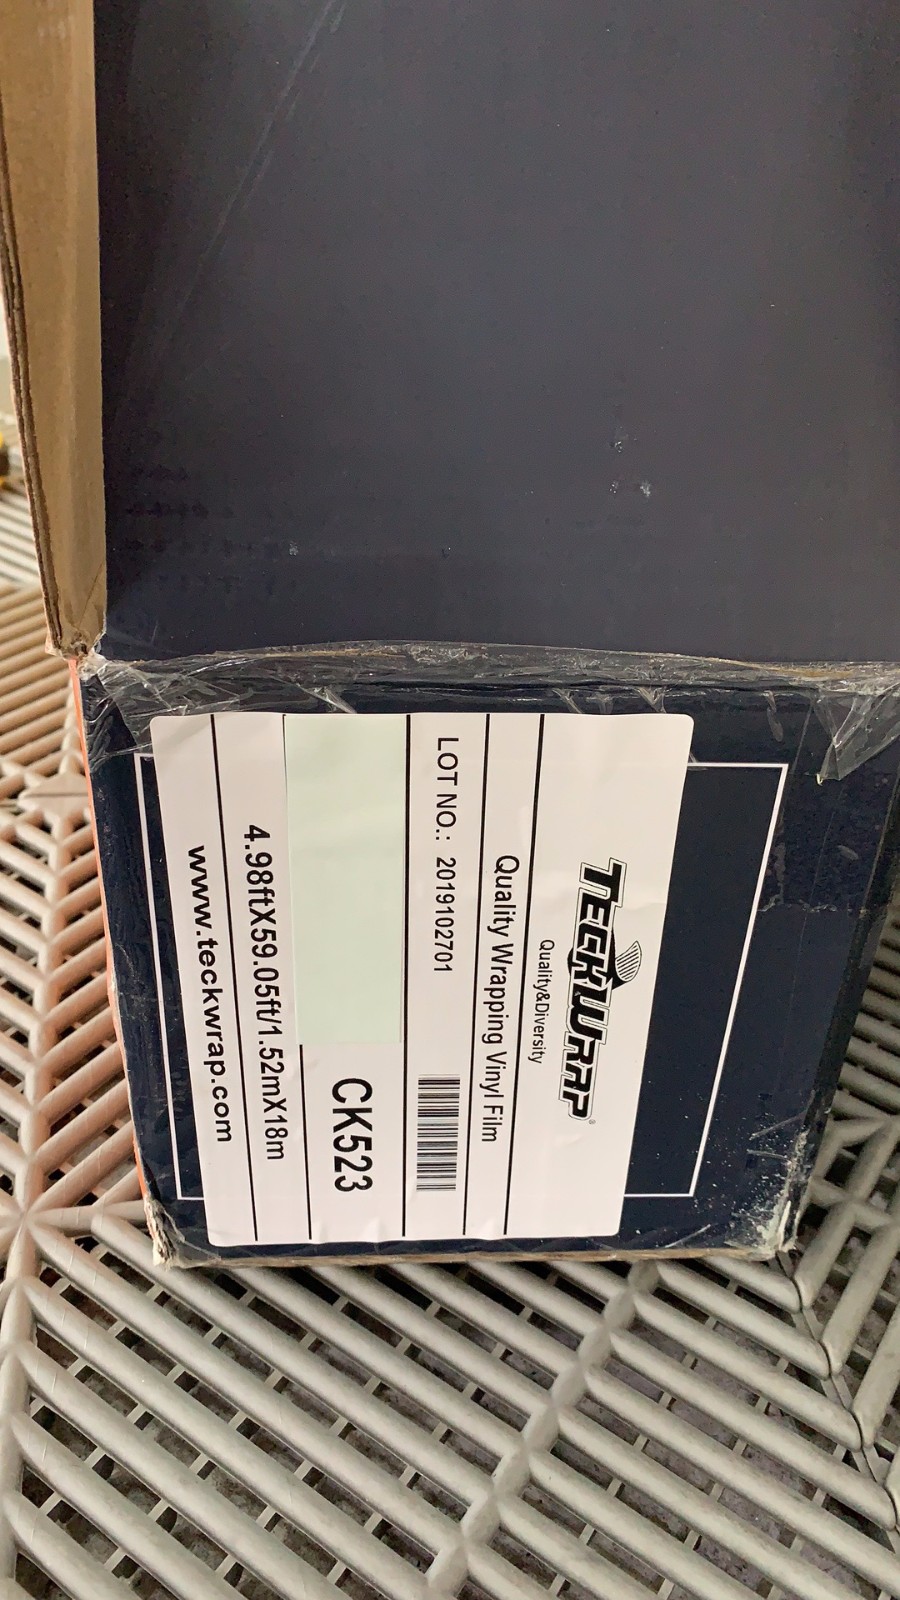 TECKWRAP
Quality&Diversity
Quality Wrapping Vinyl Film
LOT NO.: 2019102701
CK523
4.98ftX59.05ft/1.52mX18m
www.teckwrap.com